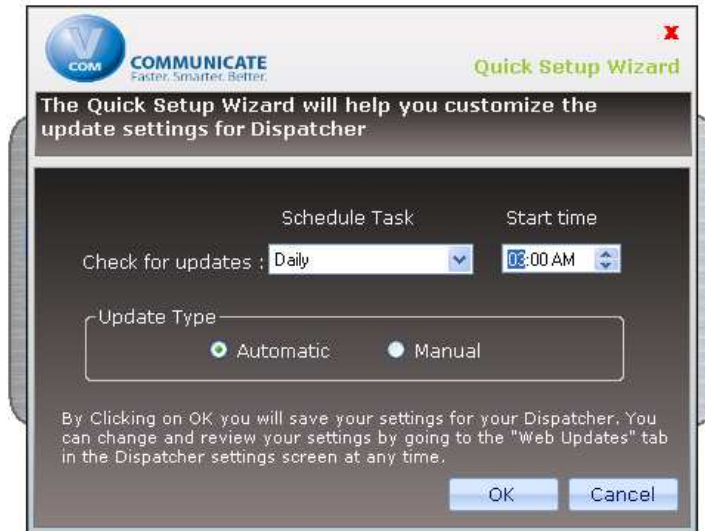 V
COM
COMMUNICATE
Faster. Smarter. Better.
X
Quick Setup Wizard
The Quick Setup Wizard will help you customize the
update settings for Dispatcher
Schedule Task
Start time
Check for updates : Daily
03:00 AM
Update Type
Automatic
Manual
By Clicking on OK you will save your settings for your Dispatcher. You
can change and review your settings by going to the "Web Updates" tab
in the Dispatcher settings screen at any time.
OK
Cancel